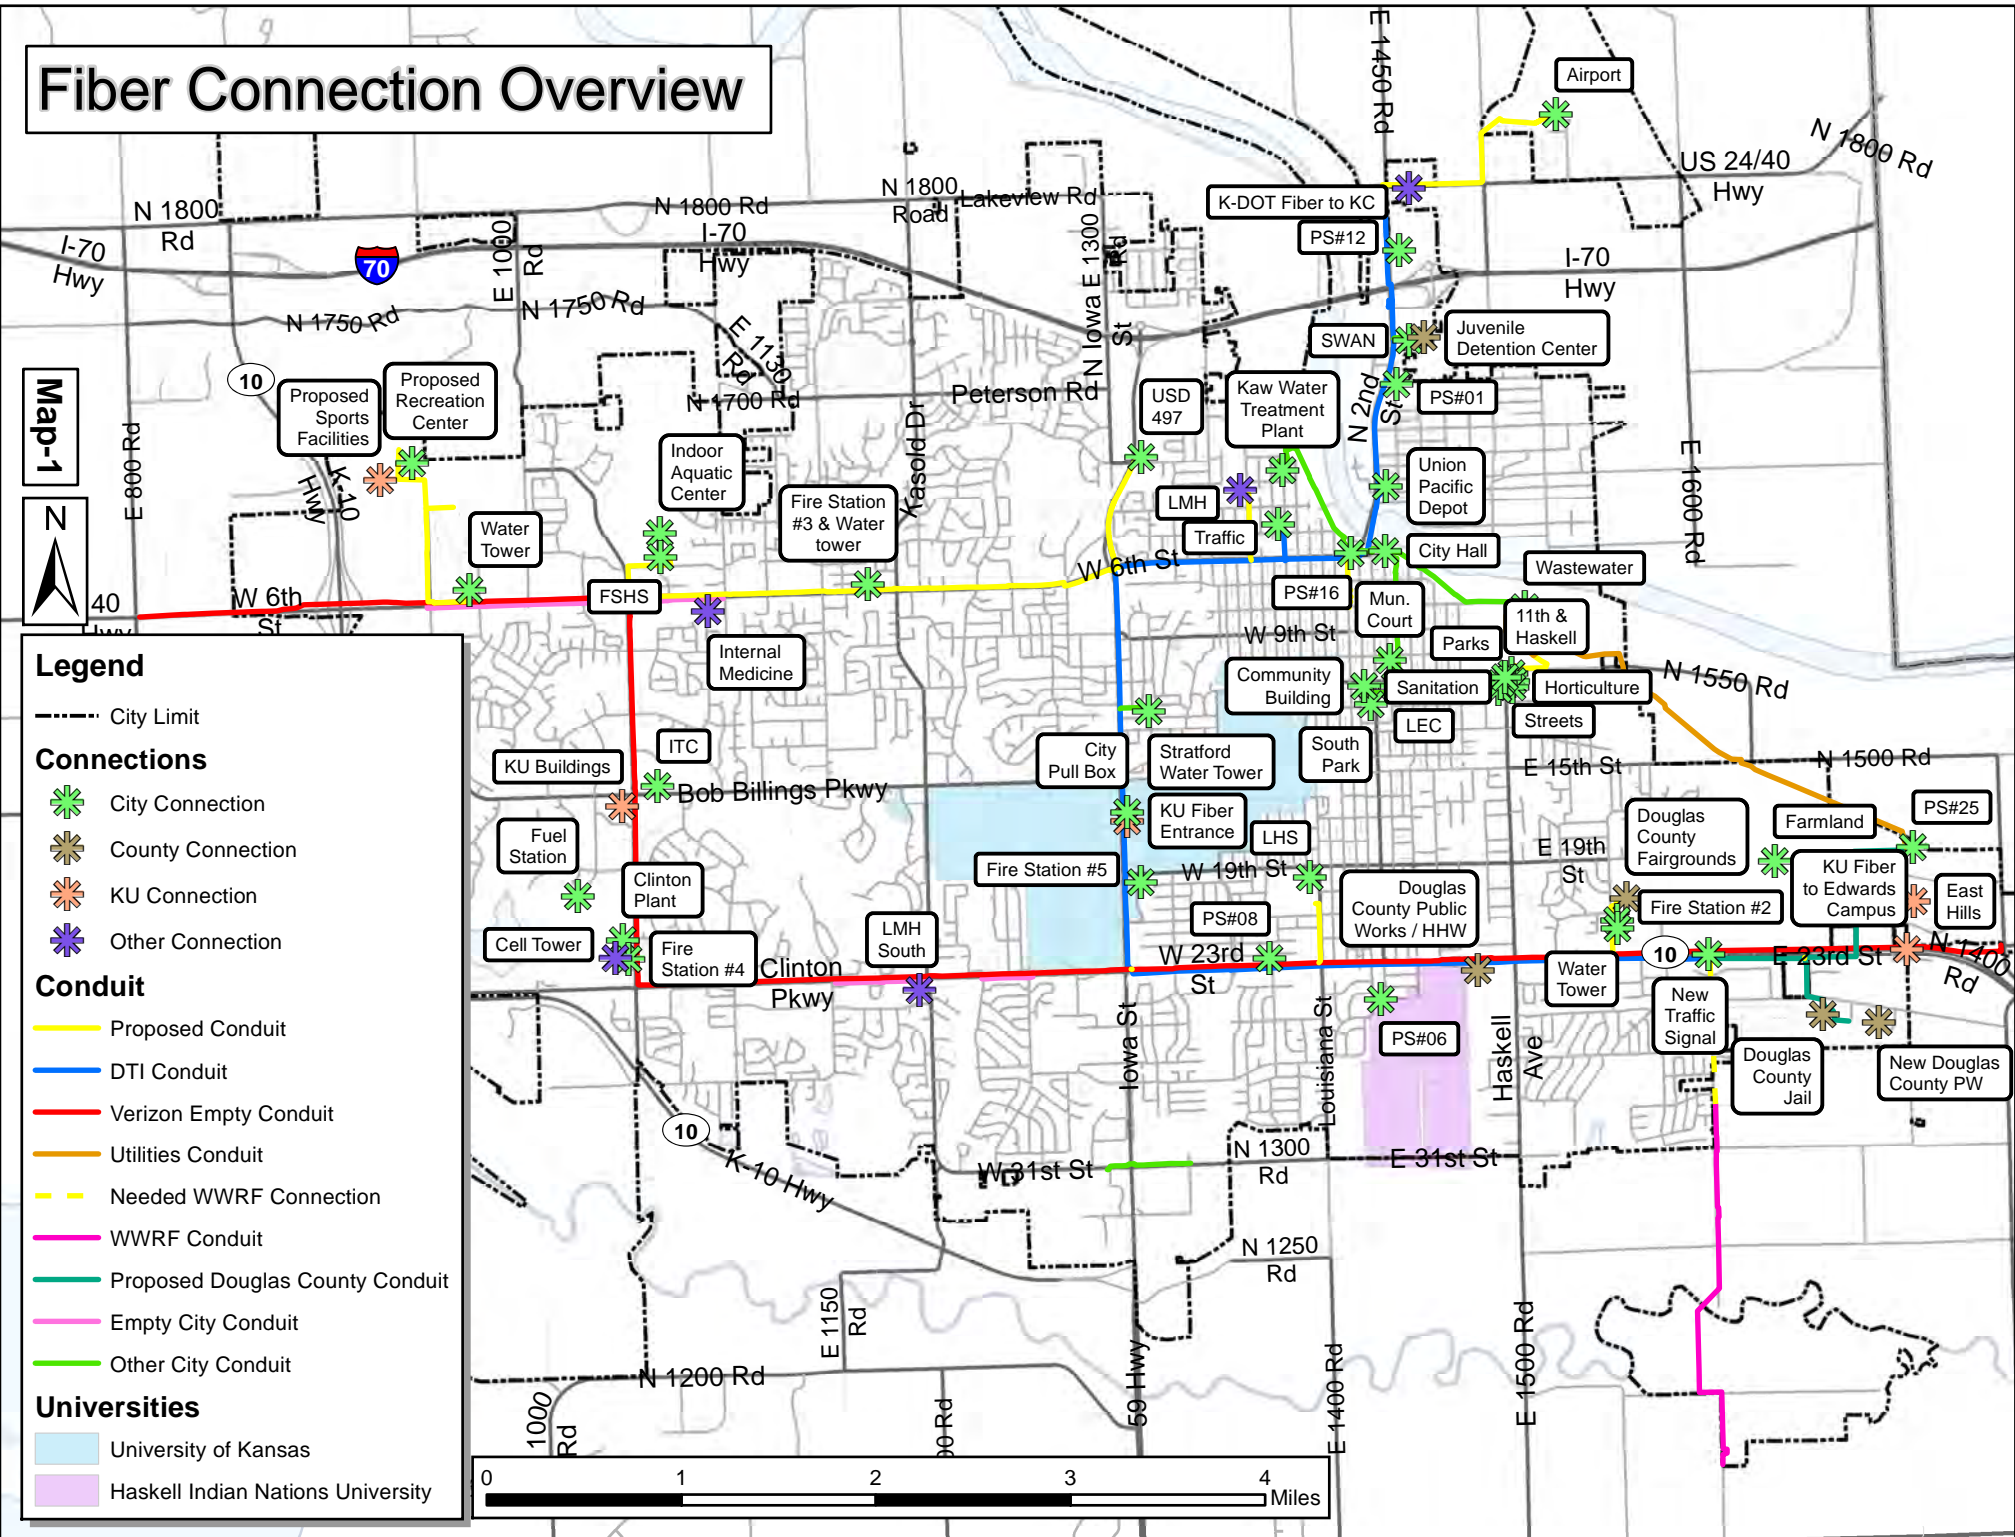 Fiber Connection Overview
Map-1
N
E 1450 Rd
Airport
N 1800 Rd
US 24/40
Hwy
K-DOT Fiber to KC
PS#12
N 1800
Rd
N 1800 Rd
N 1800
Road
Lakeview Rd
I-70
Hwy
70
I-70
Hwy
I-70
Hwy
E 1000
Rd
N 1750 Rd
N 1750 Rd
E 1130
Rd
N 1700 Rd
Peterson Rd
N Iowa
St
E 1300
Rd
SWAN
Juvenile
Detention Center
PS#01
N 2nd
St
10
Proposed
Sports
Facilities
Proposed
Recreation
Center
K-10
Hwy
E 800 Rd
Kasold Dr
USD
497
Kaw Water
Treatment
Plant
Union
Pacific
Depot
E 1600 Rd
Indoor
Aquatic
Center
Fire Station
#3 & Water
tower
Water
Tower
LMH
Traffic
City Hall
Wastewater
40
Hwy
W 6th
St
FSHS
W 6th St
PS#16
Mun.
Court
11th &
Haskell
Parks
W 9th St
Internal
Medicine
Community
Building
Sanitation
Horticulture
Streets
LEC
N 1550 Rd
South
Park
City
Pull Box
Stratford
Water Tower
ITC
KU Buildings
Bob Billings Pkwy
E 15th St
N 1500 Rd
KU Fiber
Entrance
LHS
Fuel
Station
Clinton
Plant
Fire Station #5
W 19th St
E 19th
St
Douglas
County
Fairgrounds
Farmland
PS#25
KU Fiber
to Edwards
Campus
East
Hills
Cell Tower
Fire
Station #4
LMH
South
PS#08
Douglas
County Public
Works / HHW
Fire Station #2
Clinton
Pkwy
W 23rd
St
10
E 23rd St
N 1400
Rd
Water
Tower
New
Traffic
Signal
PS#06
Iowa St
Louisiana St
Haskell
Ave
Douglas
County
Jail
New Douglas
County PW
10
K-10 Hwy
W 31st St
N 1300
Rd
E 31st St
N 1250
Rd
E 1150
Rd
N 1200 Rd
1000
Rd
00 Rd
59 Hwy
E 1400 Rd
E 1500 Rd
Legend
City Limit
Connections
City Connection
County Connection
KU Connection
Other Connection
Conduit
Proposed Conduit
DTI Conduit
Verizon Empty Conduit
Utilities Conduit
Needed WWRF Connection
WWRF Conduit
Proposed Douglas County Conduit
Empty City Conduit
Other City Conduit
Universities
University of Kansas
Haskell Indian Nations University
0 1 2 3 4
Miles